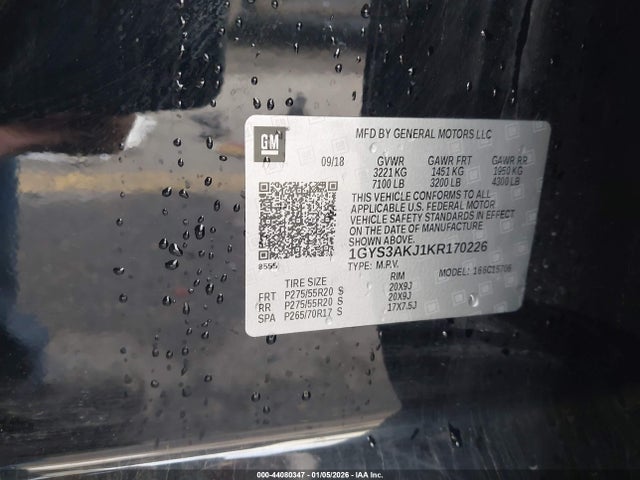 GM
MFD BY GENERAL MOTORS LLC
09/18 GVWR GAWR FRT GAWR RR
3221 KG 1451 KG 1950 KG
7100 LB 3200 LB 4300 LB
THIS VEHICLE CONFORMS TO ALL
APPLICABLE U.S. FEDERAL MOTOR
VEHICLE SAFETY STANDARDS IN EFFECT
ON THE DATE OF MANUFACTURE
SHOWN ABOVE.
1GYS3AKJ1KR170226
8555
TYPE: M.P.V. MODEL: 166C15706
TIRE SIZE RIM
FRT P275/55R20 S 20X9J
RR P275/55R20 S 20X9J
SPA P265/70R17 S 17X7.5J
000-44080347 - 01/05/2026 - IAA Inc.